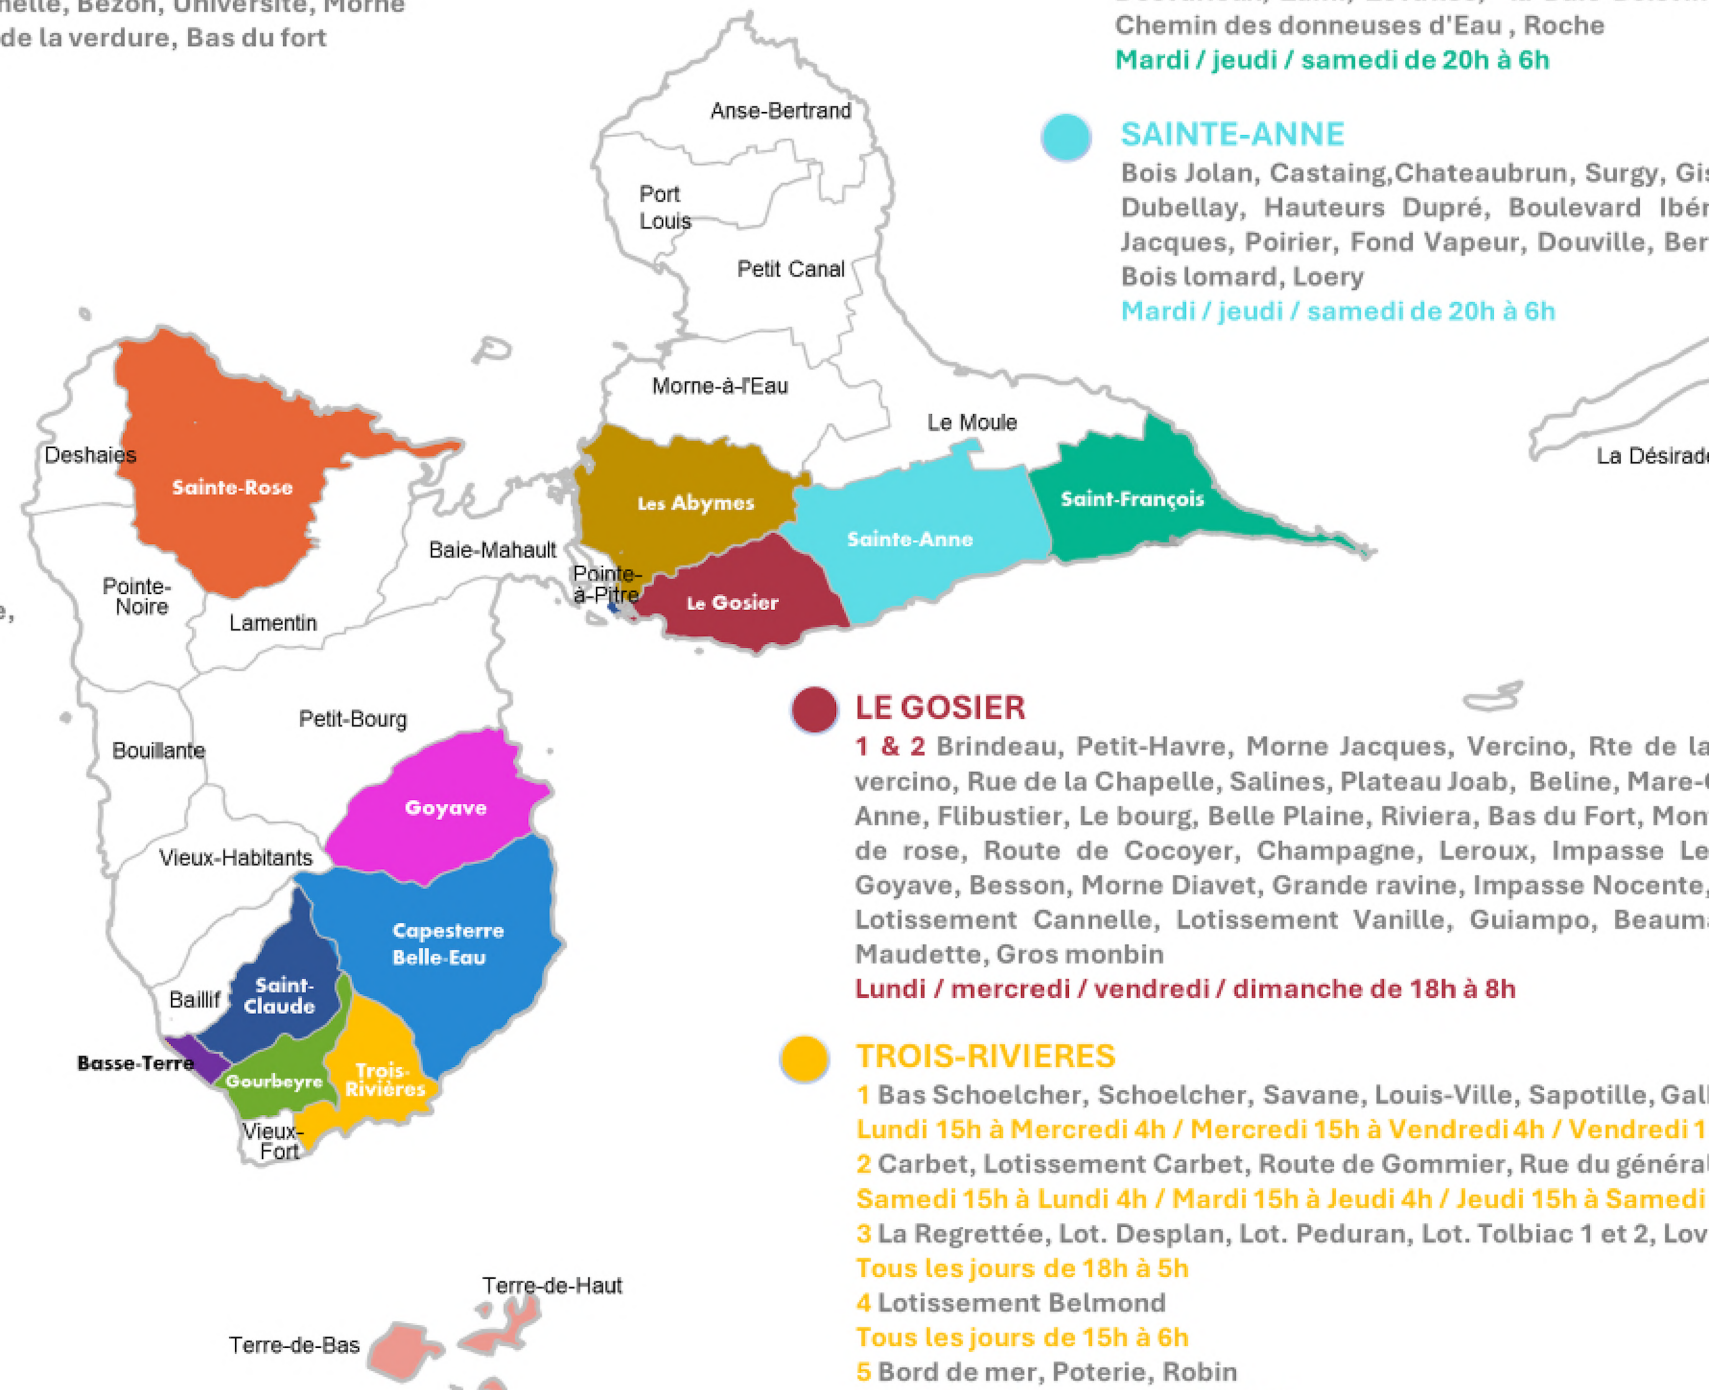 Bezon, Université, Morne
de la verdure, Bas du fort
Chemin des donneuses d'Eau , Roche
Mardi / jeudi / samedi de 20h à 6h
SAINTE-ANNE
Bois Jolan, Castaing,Chateaubrun, Surgy,
Dubellay, Hauteurs Dupré, Boulevard
Jacques, Poirier, Fond Vapeur, Douville,
Bois lomard, Loery
Mardi / jeudi / samedi de 20h à 6h
Anse-Bertrand
Port
Louis
Petit Canal
Morne-à-l'Eau
Le Moule
La Désirade
Deshaies
Sainte-Rose
Les Abymes
Saint-François
Sainte-Anne
Baie-Mahault
Pointe-
à-Pitre
Le Gosier
Pointe-
Noire
Lamentin
Petit-Bourg
Bouillante
Goyave
Vieux-Habitants
Capesterre
Belle-Eau
Saint-
Claude
Baillif
Basse-Terre
Gourbeyre
Trois-
Rivières
Vieux-
Fort
Terre-de-Haut
Terre-de-Bas
LE GOSIER
1 & 2 Brindeau, Petit-Havre, Morne Jacques, Vercino, Rte de la
vercino, Rue de la Chapelle, Salines, Plateau Joab, Beline,
Anne, Flibustier, Le bourg, Belle Plaine, Riviera, Bas du Fort,
de rose, Route de Cocoyer, Champagne, Leroux, Impasse
Goyave, Besson, Morne Diavet, Grande ravine, Impasse Nocente,
Lotissement Cannelle, Lotissement Vanille, Guiampo,
Maudette, Gros monbin
Lundi / mercredi / vendredi / dimanche de 18h à 8h
TROIS-RIVIERES
1 Bas Schoelcher, Schoelcher, Savane, Louis-Ville, Sapotille,
Lundi 15h à Mercredi 4h / Mercredi 15h à Vendredi 4h / Vendredi
2 Carbet, Lotissement Carbet, Route de Gommier, Rue du général
Samedi 15h à Lundi 4h / Mardi 15h à Jeudi 4h / Jeudi 15h à Samedi
3 La Regrettée, Lot. Desplan, Lot. Peduran, Lot. Tolbiac 1 et 2,
Tous les jours de 18h à 5h
4 Lotissement Belmond
Tous les jours de 15h à 6h
5 Bord de mer, Poterie, Robin